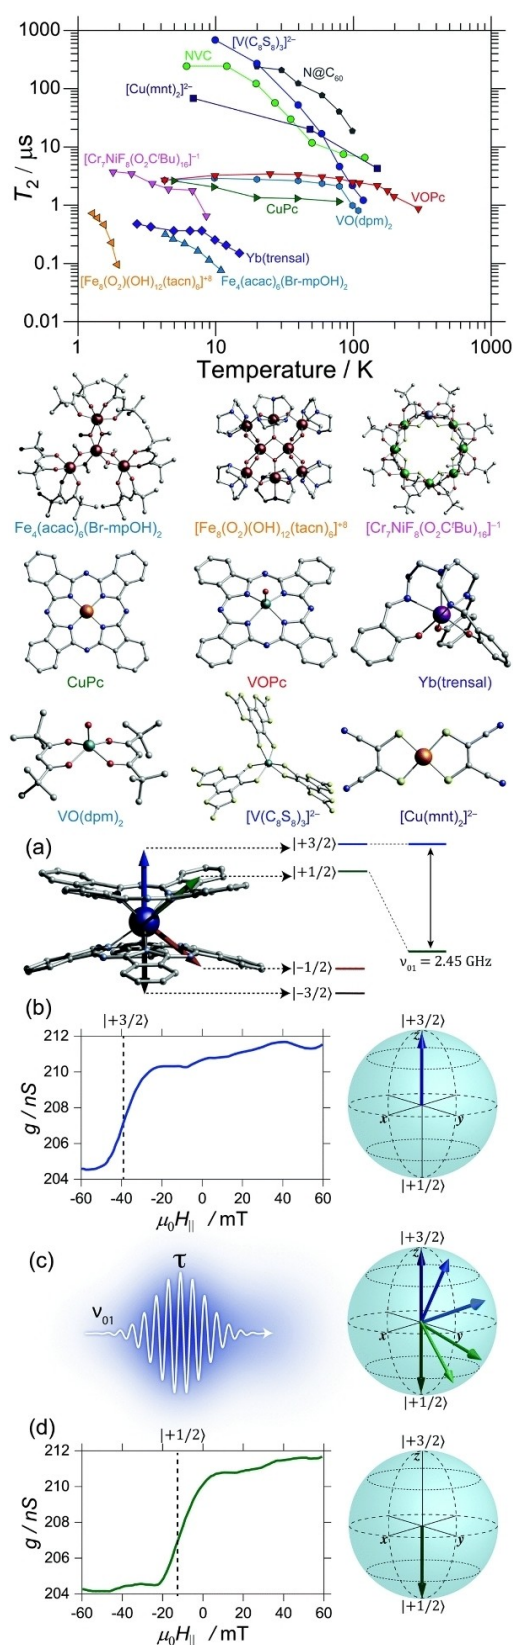 1000
100
10
1
0.1
0.01
T₂ / µs
[V(C₈S₈)₃]²⁻
NVC
N@C₆₀
[Cu(mnt)₂]²⁻
[Cr₇NiF₈(O₂CᵗBu)₁₆]⁻¹
CuPc
VOPc
VO(dpm)₂
Yb(trensal)
[Fe₈(O₂)(OH)₁₂(tacn)₆]⁺⁸
Fe₄(acac)₆(Br-mpOH)₂
1 10 100 1000
Temperature / K
Fe₄(acac)₆(Br-mpOH)₂ [Fe₈(O₂)(OH)₁₂(tacn)₆]⁺⁸ [Cr₇NiF₈(O₂CᵗBu)₁₆]⁻¹
CuPc VOPc Yb(trensal)
VO(dpm)₂ [V(C₈S₈)₃]²⁻ [Cu(mnt)₂]²⁻
(a)
|+3/2⟩
|+1/2⟩
ν₀₁ = 2.45 GHz
|−1/2⟩
|−3/2⟩
(b)
|+3/2⟩
212
210
208
206
204
g / nS
-60 -40 -20 0 20 40 60
µ₀H|| / mT
|+3/2⟩
z
x y
|+1/2⟩
(c)
τ
ν₀₁
|+3/2⟩
z
x y
|+1/2⟩
(d)
|+1/2⟩
212
210
208
206
204
g / nS
-60 -40 -20 0 20 40 60
µ₀H|| / mT
|+3/2⟩
z
x y
|+1/2⟩